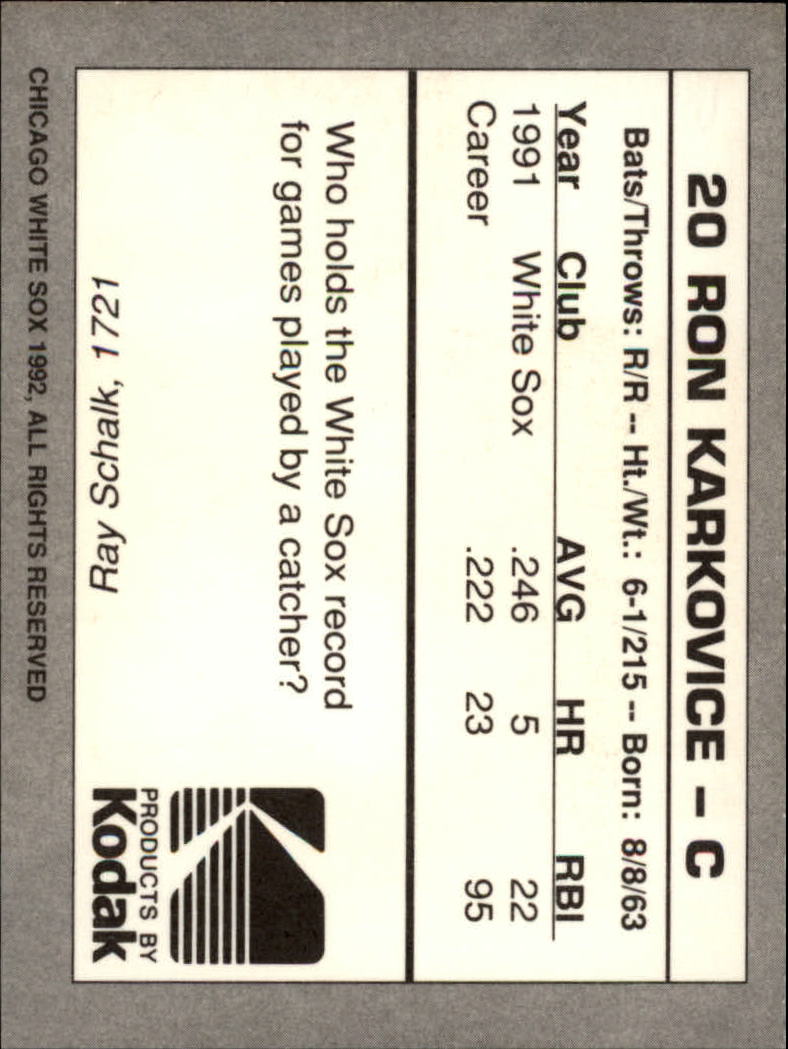 20 RON KARKOVICE - C
Bats/Throws: R/R -- Ht./Wt.: 6-1/215 -- Born: 8/8/63
Year Club AVG HR RBI
1991 White Sox .246 5 22
Career .222 23 95
Who holds the White Sox record
for games played by a catcher?
Ray Schalk, 1721
PRODUCTS BY
Kodak
CHICAGO WHITE SOX 1992, ALL RIGHTS RESERVED